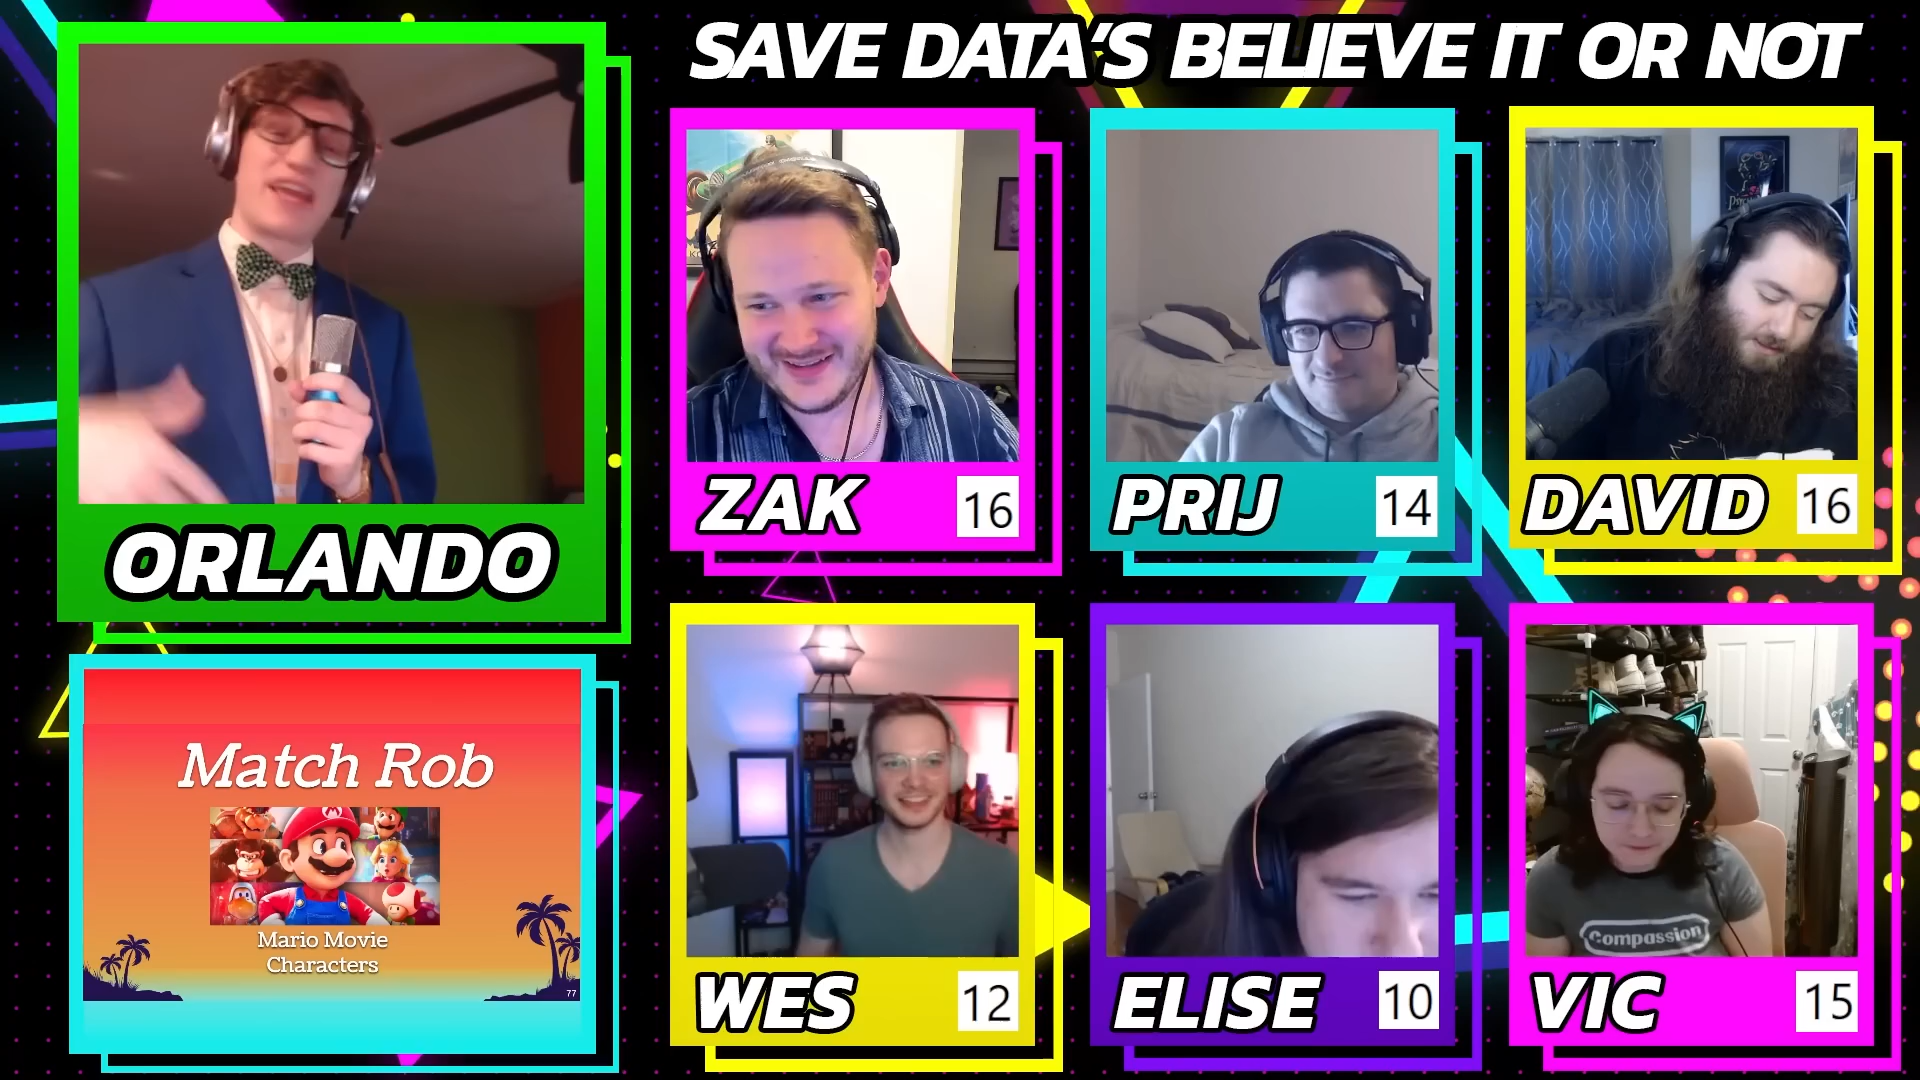 SAVE DATA'S BELIEVE IT OR NOT
ORLANDO
ZAK 16
PRIJ 14
DAVID 16
Match Rob
Mario Movie
Characters
77
WES 12
ELISE 10
VIC 15
Compassion